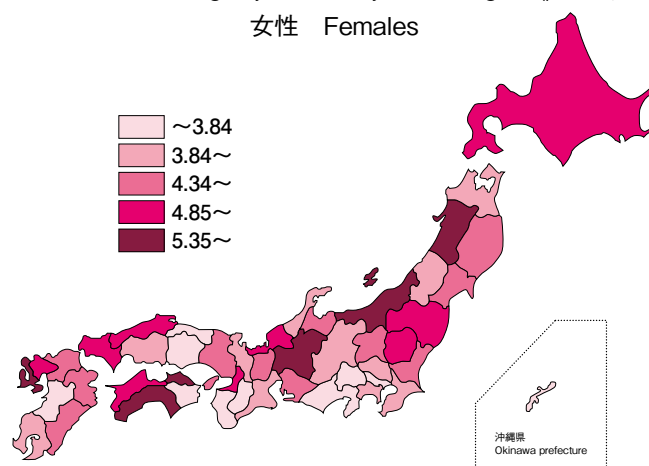 女性 Females
～3.84
3.84～
4.34～
4.85～
5.35～
沖縄県
Okinawa prefecture